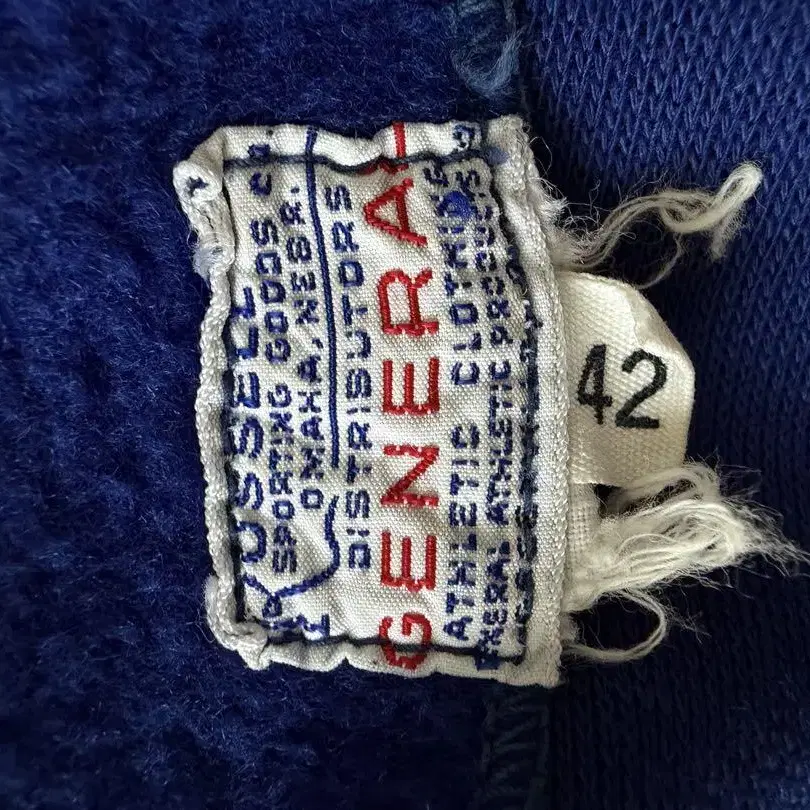 RUSSELL
SPORTING GOODS CO.
OMAHA, NEBR.
DISTRIBUTORS
GENERAL
ATHLETIC CLOTHING
GENERAL ATHLETIC PRODUCTS
42